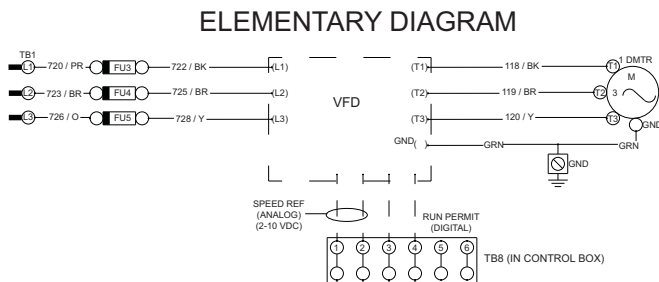 ELEMENTARY DIAGRAM
TB1
L1 720 / PR FU3 722 / BK (L1) (T1) 118 / BK T1 1 DMTR
L2 723 / BR FU4 725 / BR (L2) VFD (T2) 119 / BR T2 M 3
L3 726 / O FU5 728 / Y (L3) (T3) 120 / Y T3
GND
GND( ) GRN GRN
GND
SPEED REF
(ANALOG)
(2-10 VDC)
RUN PERMIT
(DIGITAL)
1 2 3 4 5 6
TB8 (IN CONTROL BOX)